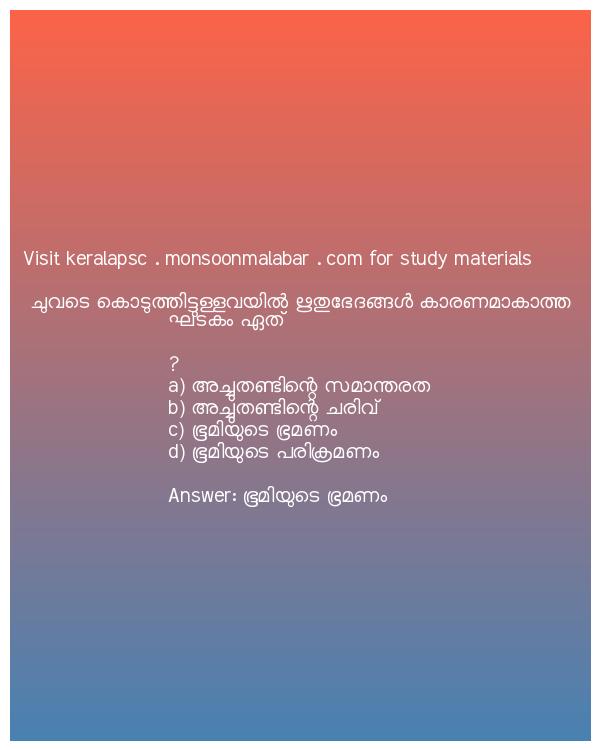 Visit keralapsc . monsoonmalabar . com for study materials
ചുവടെ കൊടുത്തിട്ടുള്ളവയിൽ ഋതുഭേദങ്ങൾ കാരണമാകാത്ത
ഘടകം ഏത്
?
a) അച്ചുതണ്ടിന്റെ സമാന്തരത
b) അച്ചുതണ്ടിന്റെ ചരിവ്
c) ഭൂമിയുടെ ഭ്രമണം
d) ഭൂമിയുടെ പരിക്രമണം
Answer: ഭൂമിയുടെ ഭ്രമണം